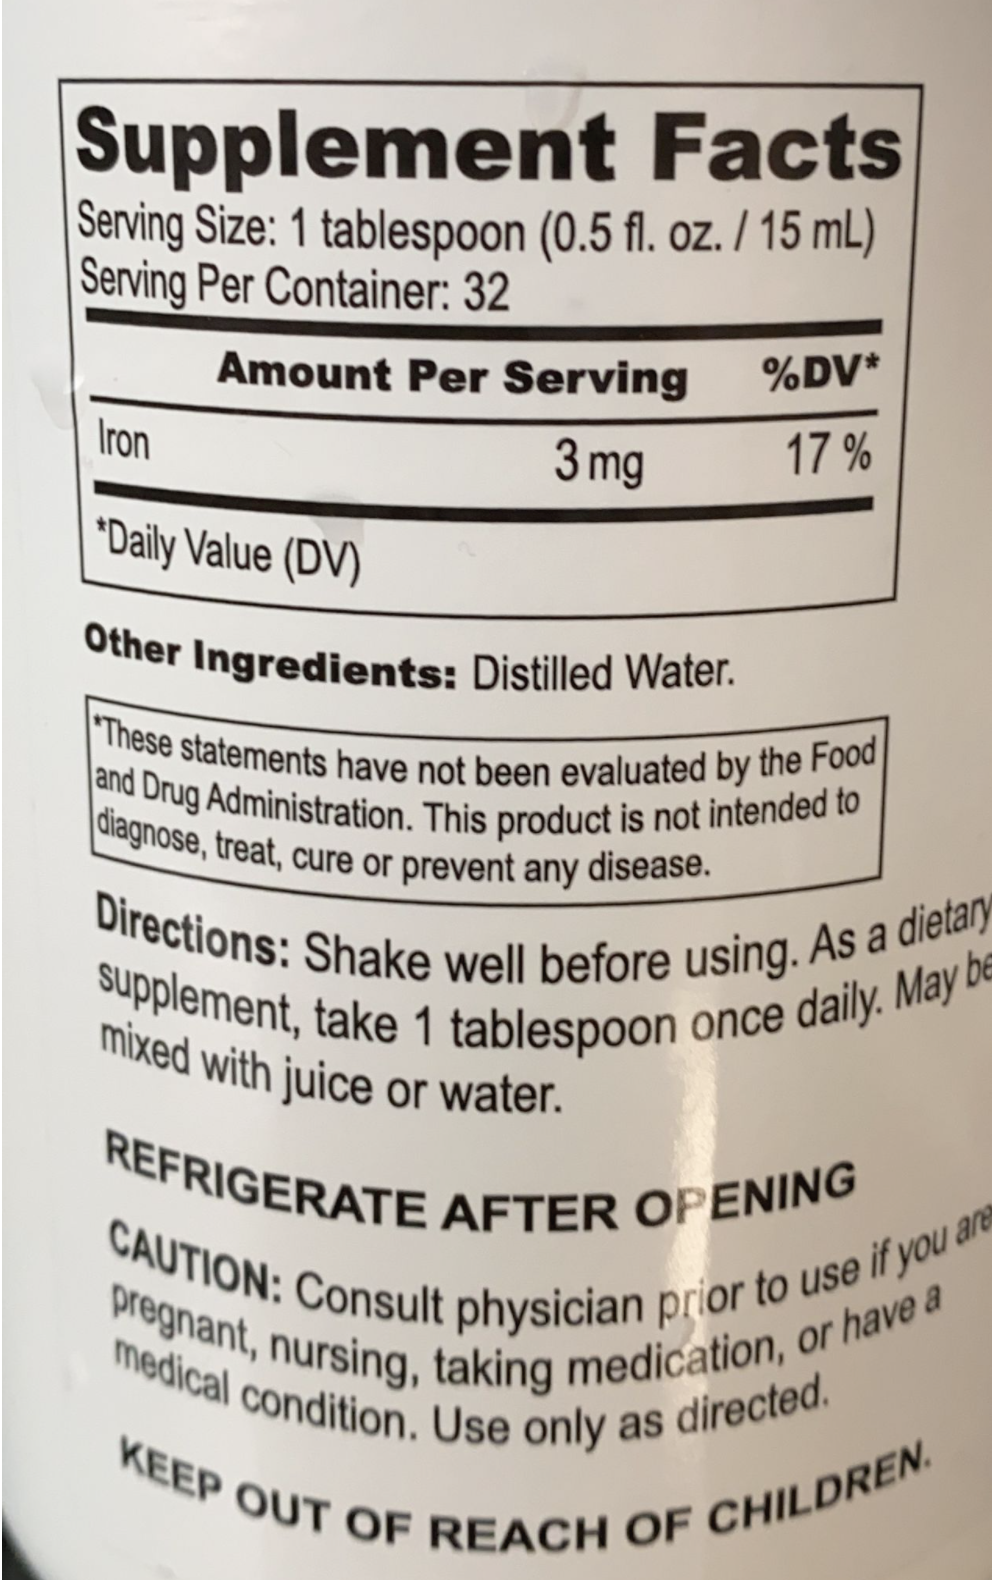 Supplement Facts
Serving Size: 1 tablespoon (0.5 fl. oz. / 15 mL)
Serving Per Container: 32
Amount Per Serving %DV*
Iron 3 mg 17 %
*Daily Value (DV)
Other Ingredients: Distilled Water.
*These statements have not been evaluated by the Food
and Drug Administration. This product is not intended to
diagnose, treat, cure or prevent any disease.
Directions: Shake well before using. As a dietary
supplement, take 1 tablespoon once daily. May be
mixed with juice or water.
REFRIGERATE AFTER OPENING
CAUTION: Consult physician prior to use if you are
pregnant, nursing, taking medication, or have a
medical condition. Use only as directed.
KEEP OUT OF REACH OF CHILDREN.